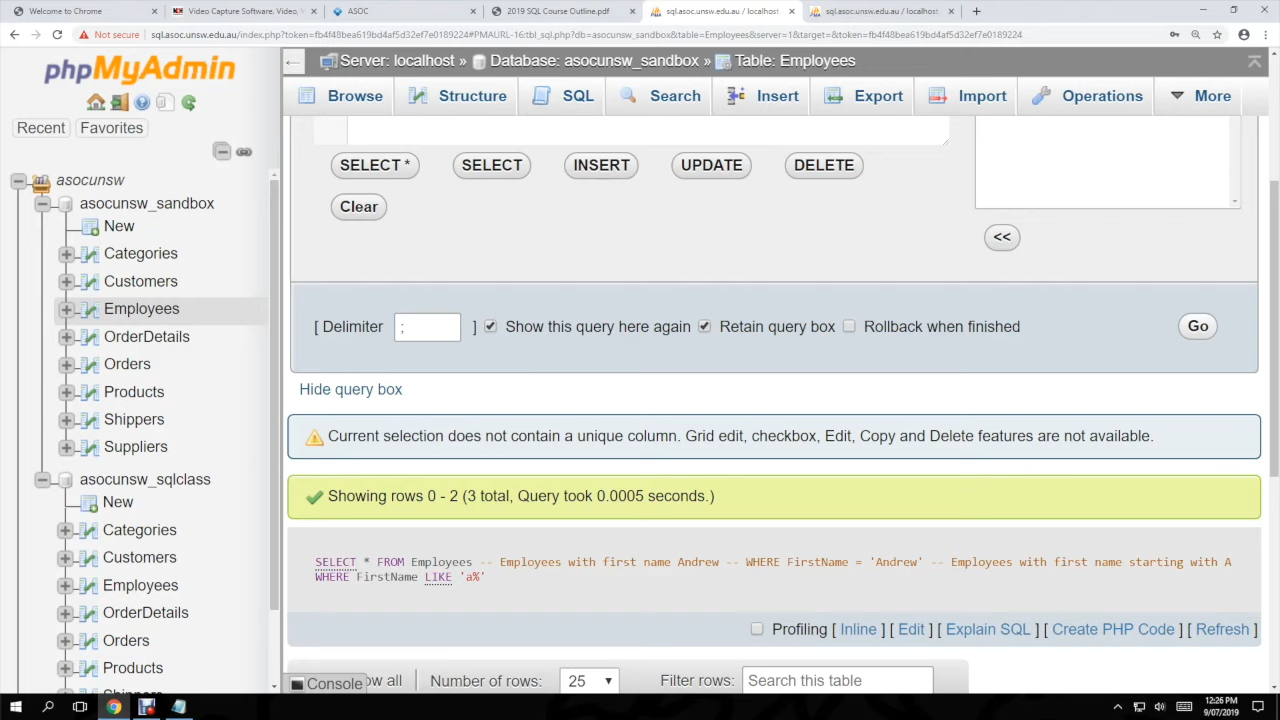 Welcome to Chrome
Video Capture Software. Video, V
ASOC
2019 SQL Course Outline.pdf
sql.asoc.unsw.edu.au / localhost
sql.asoc.unsw.edu.au / localhost
Not secure
sql.asoc.unsw.edu.au/index.php?token=fb4f48bea619bd4af5d32ef7e0189224#PMAURL-16:tbl_sql.php?db=asocunsw_sandbox&table=Employees&server=1&target=&token=fb4f48bea619bd4af5d32ef7e0189224
phpMyAdmin
Recent Favorites
asocunsw
asocunsw_sandbox
New
Categories
Customers
Employees
OrderDetails
Orders
Products
Shippers
Suppliers
asocunsw_sqlclass
New
Categories
Customers
Employees
OrderDetails
Orders
Products
Server: localhost » Database: asocunsw_sandbox » Table: Employees
Browse Structure SQL Search Insert Export Import Operations More
SELECT * SELECT INSERT UPDATE DELETE
Clear
<<
[ Delimiter ; ] Show this query here again Retain query box Rollback when finished Go
Hide query box
Current selection does not contain a unique column. Grid edit, checkbox, Edit, Copy and Delete features are not available.
Showing rows 0 - 2 (3 total, Query took 0.0005 seconds.)
SELECT * FROM Employees -- Employees with first name Andrew -- WHERE FirstName = 'Andrew' -- Employees with first name starting with A
WHERE FirstName LIKE 'a%'
Profiling [ Inline ] [ Edit ] [ Explain SQL ] [ Create PHP Code ] [ Refresh ]
Console
all Number of rows: 25 Filter rows: Search this table
12:26 PM
9/07/2019